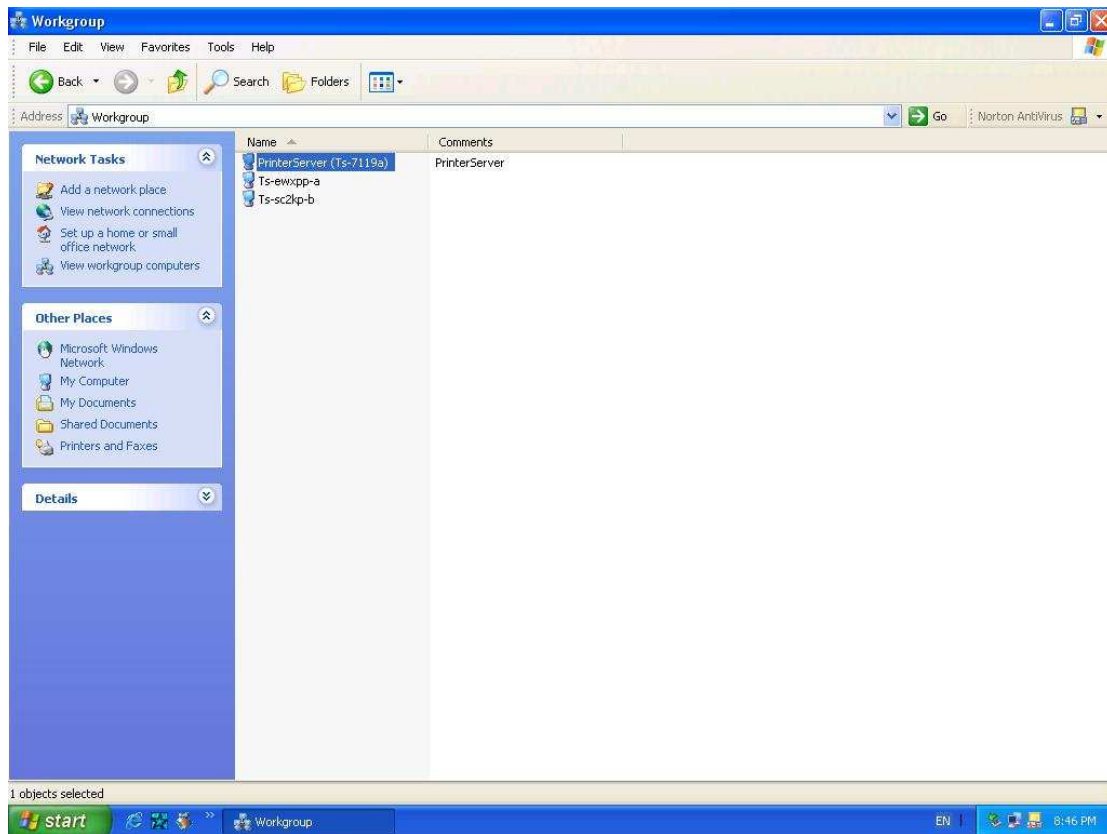 Workgroup
File Edit View Favorites Tools Help
Back Search Folders
Address Workgroup Go Norton AntiVirus
Name Comments
Network Tasks
Add a network place
View network connections
Set up a home or small
office network
View workgroup computers
Other Places
Microsoft Windows
Network
My Computer
My Documents
Shared Documents
Printers and Faxes
Details
PrinterServer (Ts-7119a) PrinterServer
Ts-ewxpp-a
Ts-sc2kp-b
1 objects selected
start Workgroup EN 8:46 PM